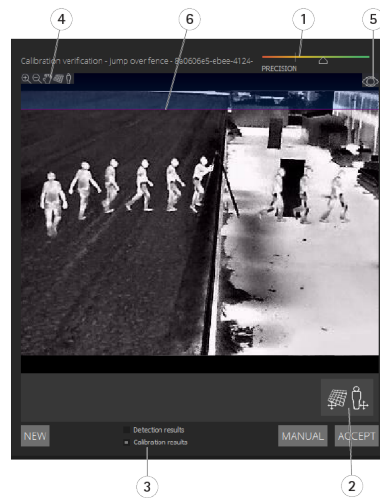 6
1
4
5
Calibration verification - jump over fence - 8a0606e5-ebee-4124-
PRECISION
Detection results
Calibration results
NEW
MANUAL
ACCEPT
3
2